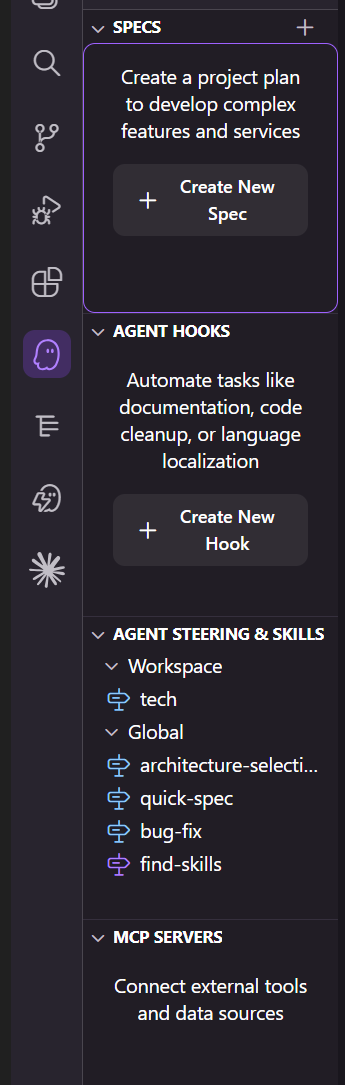 SPECS
Create a project plan
to develop complex
features and services
Create New
Spec
AGENT HOOKS
Automate tasks like
documentation, code
cleanup, or language
localization
Create New
Hook
AGENT STEERING & SKILLS
Workspace
tech
Global
architecture-selecti...
quick-spec
bug-fix
find-skills
MCP SERVERS
Connect external tools
and data sources